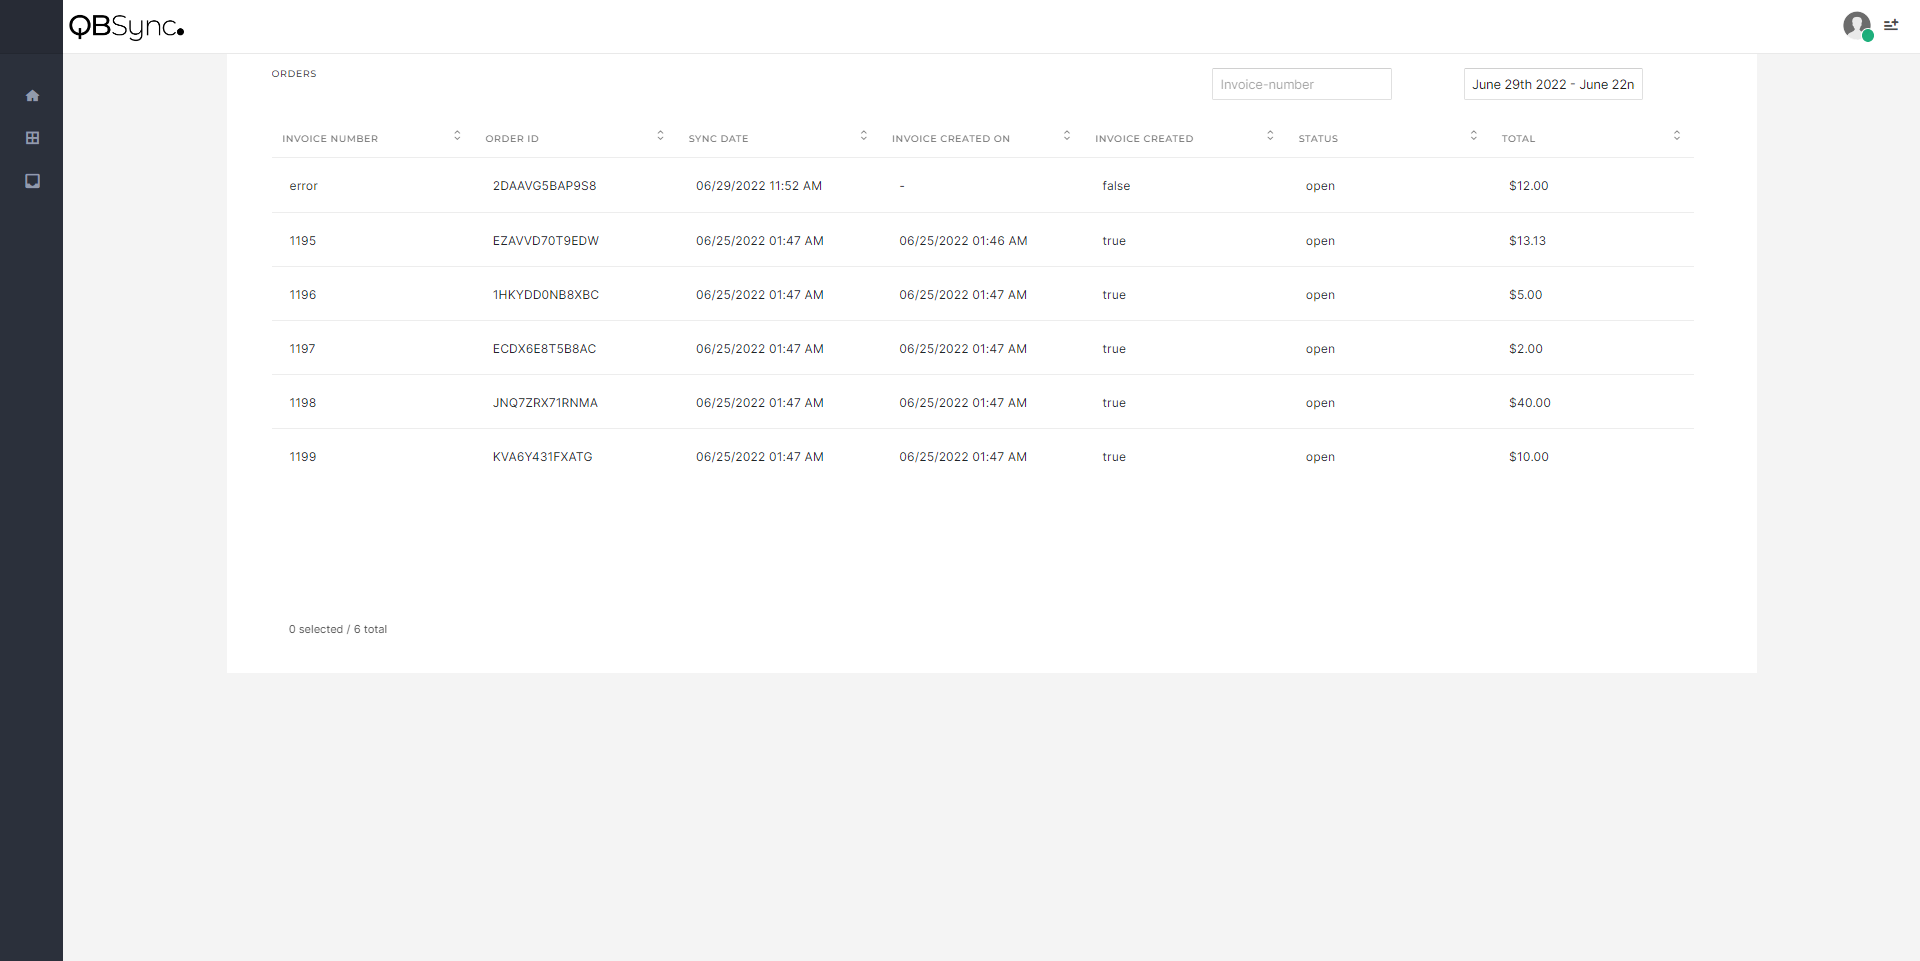 QBSync.
ORDERS
Invoice-number
June 29th 2022 - June 22n
INVOICE NUMBER ORDER ID SYNC DATE INVOICE CREATED ON INVOICE CREATED STATUS TOTAL
error 2DAAVG5BAP9S8 06/29/2022 11:52 AM - false open $12.00
1195 EZAVVD70T9EDW 06/25/2022 01:47 AM 06/25/2022 01:46 AM true open $13.13
1196 1HKYDD0NB8XBC 06/25/2022 01:47 AM 06/25/2022 01:47 AM true open $5.00
1197 ECDX6E8T5B8AC 06/25/2022 01:47 AM 06/25/2022 01:47 AM true open $2.00
1198 JNQ7ZRX71RNMA 06/25/2022 01:47 AM 06/25/2022 01:47 AM true open $40.00
1199 KVA6Y431FXATG 06/25/2022 01:47 AM 06/25/2022 01:47 AM true open $10.00
0 selected / 6 total